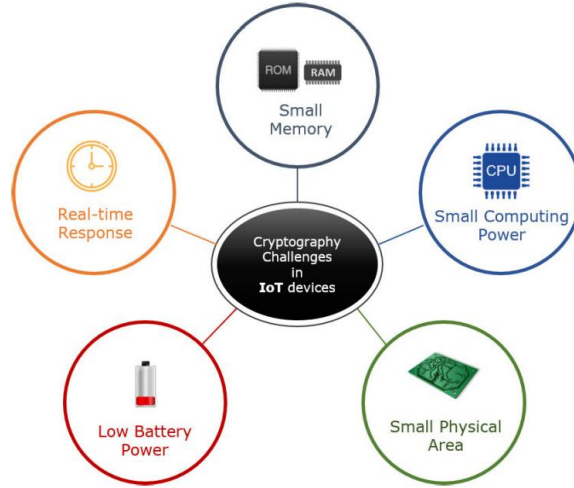 ROM
RAM
Small
Memory
Real-time
Response
CPU
Small Computing
Power
Cryptography
Challenges
in
IoT devices
Low Battery
Power
Small Physical
Area